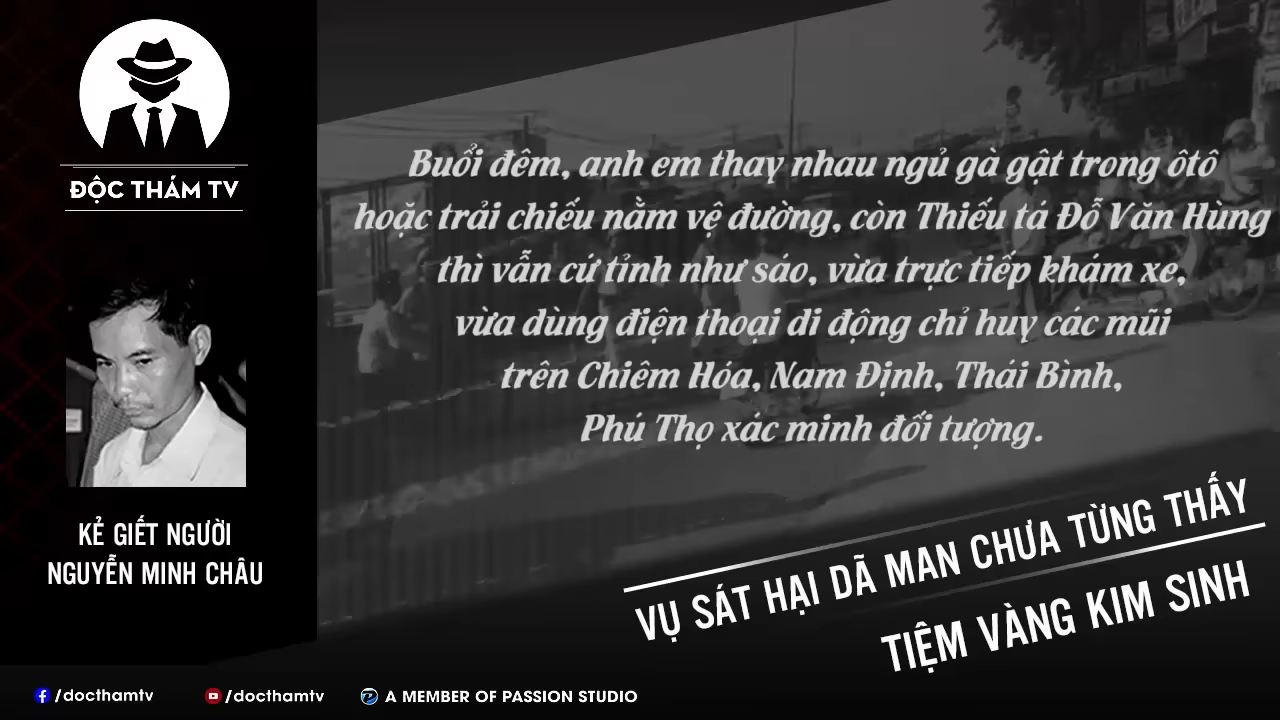 ĐỘC THÁM TV
KẺ GIẾT NGƯỜI
NGUYỄN MINH CHÂU
Buổi đêm, anh em thay nhau ngủ gà gật trong ôtô
hoặc trải chiếu nằm vệ đường, còn Thiếu tá Đỗ Văn Hùng
thì vẫn cứ tỉnh như sáo, vừa trực tiếp khám xe,
vừa dùng điện thoại di động chỉ huy các mũi
trên Chiêm Hóa, Nam Định, Thái Bình,
Phú Thọ xác minh đối tượng.
VỤ SÁT HẠI DÃ MAN CHƯA TỪNG THẤY
TIỆM VÀNG KIM SINH
/docthamtv
/docthamtv
A MEMBER OF PASSION STUDIO